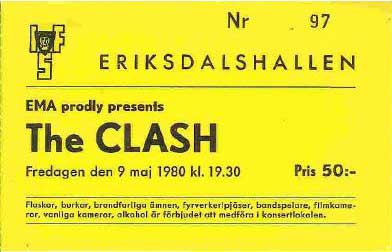 Nr 97
ERIKSDALSHALLEN
EMA prodly presents
The CLASH
Fredagen den 9 maj 1980 kl. 19.30 Pris 50:-
Flaskor, burkar, brandfarliga ämnen, fyrverkeripjäser, bandspelare, filmkame-
ror, vanliga kameror, alkohol är förbjudet att medföra i konsertlokalen.